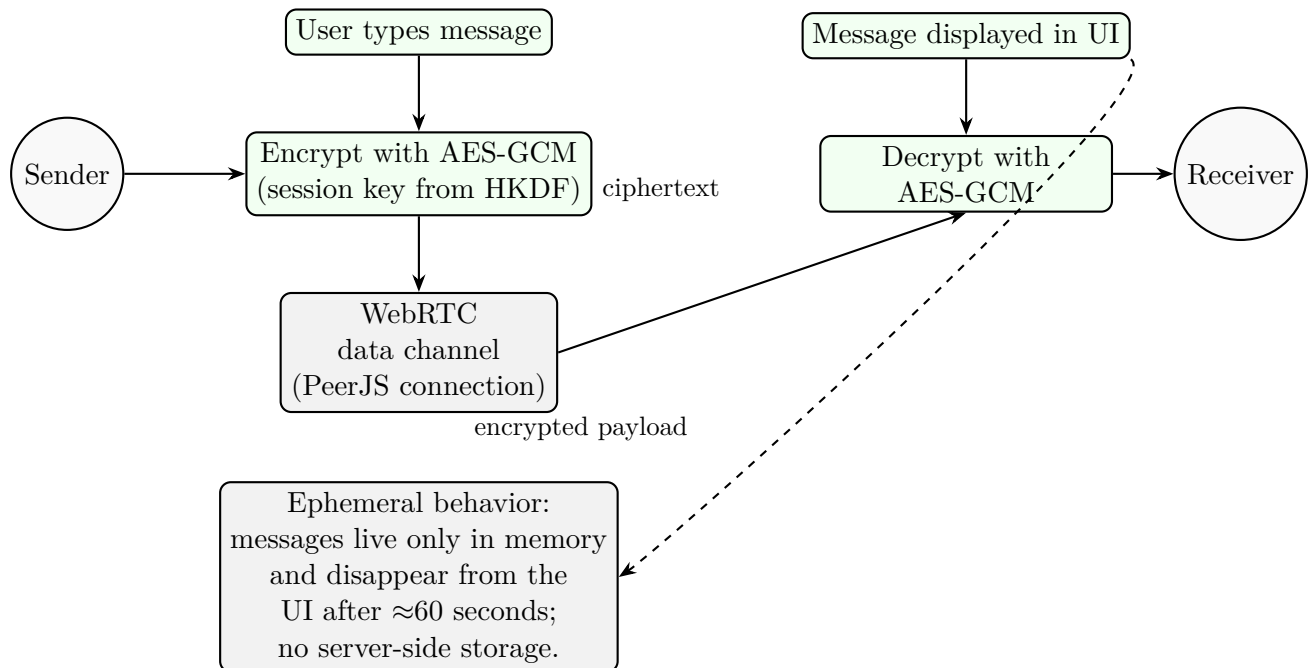 User types message
Message displayed in UI
Sender
Encrypt with AES-GCM
(session key from HKDF)
ciphertext
Decrypt with
AES-GCM
Receiver
WebRTC
data channel
(PeerJS connection)
encrypted payload
Ephemeral behavior:
messages live only in memory
and disappear from the
UI after ≈60 seconds;
no server-side storage.